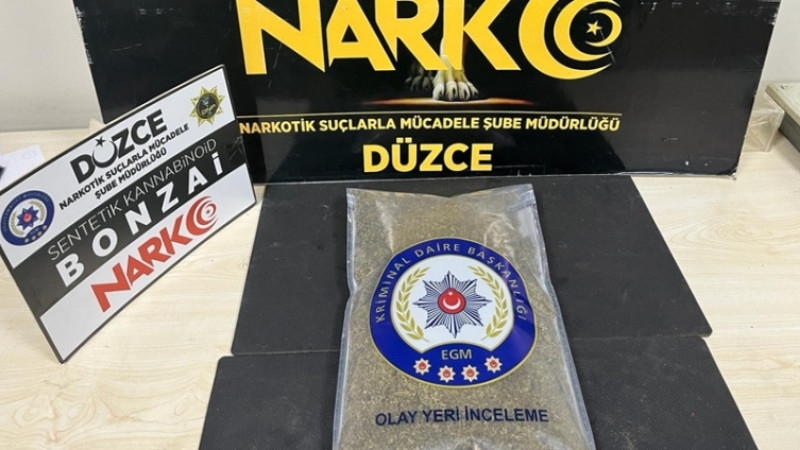 NARKO
NARKOTİK SUÇLARLA MÜCADELE ŞUBE MÜDÜRLÜĞÜ
DÜZCE
DÜZCE
NARKOTİK SUÇLARLA MÜCADELE
ŞUBE MÜDÜRLÜĞÜ
SENTETİK KANNABİNOİD
BONZAİ
NARKO
KRİMİNAL DAİRE BAŞKANLIĞI
EGM
OLAY YERİ İNCELEME